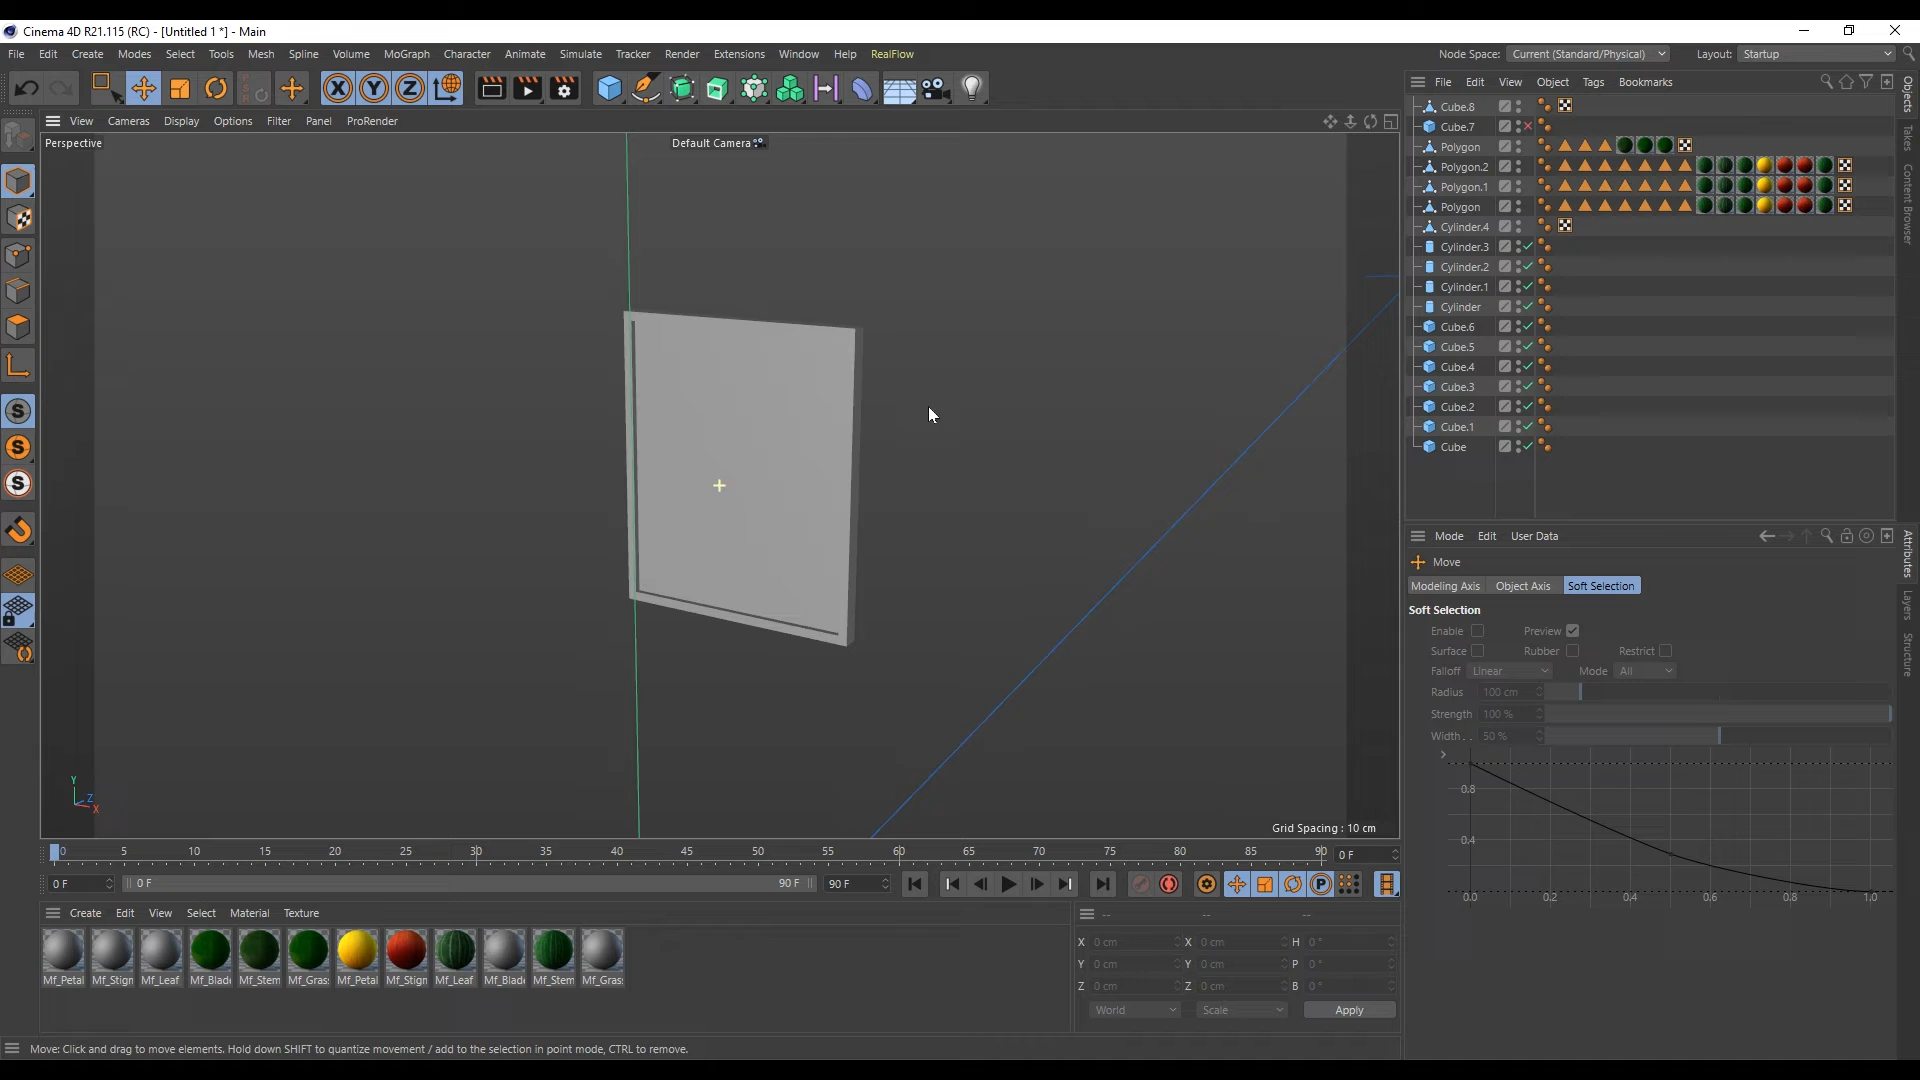 Cinema 4D R21.115 (RC) - [Untitled 1 *] - Main
File Edit Create Modes Select Tools Mesh Spline Volume MoGraph Character Animate Simulate Tracker Render Extensions Window Help RealFlow
Node Space: Current (Standard/Physical) Layout: Startup
View Cameras Display Options Filter Panel ProRender
Perspective
Default Camera
Grid Spacing : 10 cm
Y
Z
X
File Edit View Object Tags Bookmarks
Cube.8
Cube.7
Polygon
Polygon.2
Polygon.1
Polygon
Cylinder.4
Cylinder.3
Cylinder.2
Cylinder.1
Cylinder
Cube.6
Cube.5
Cube.4
Cube.3
Cube.2
Cube.1
Cube
Objects
Takes
Content Browser
Mode Edit User Data
Move
Modeling Axis Object Axis Soft Selection
Soft Selection
Enable Preview
Surface Rubber Restrict
Falloff Linear Mode All
Radius 100 cm
Strength 100 %
Width . . 50 %
0.8
0.4
0.0 0.2 0.4 0.6 0.8 1.0
Attributes
Layers
Structure
0 5 10 15 20 25 30 35 40 45 50 55 60 65 70 75 80 85 90 0 F
0 F 0 F 90 F 90 F
Create Edit View Select Material Texture
Mf_Petal Mf_Stign Mf_Leaf Mf_Blade Mf_Stem Mf_Gras: Mf_Petal Mf_Stign Mf_Leaf Mf_Blade Mf_Stem Mf_Gras:
-- -- --
X 0 cm X 0 cm H 0 °
Y 0 cm Y 0 cm P 0 °
Z 0 cm Z 0 cm B 0 °
World Scale Apply
Move: Click and drag to move elements. Hold down SHIFT to quantize movement / add to the selection in point mode, CTRL to remove.